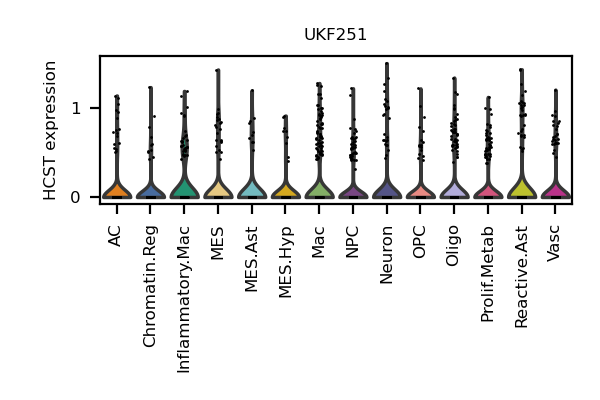 UKF251
HCST expression
1
0
AC
Chromatin.Reg
Inflammatory.Mac
MES
MES.Ast
MES.Hyp
Mac
NPC
Neuron
OPC
Oligo
Prolif.Metab
Reactive.Ast
Vasc